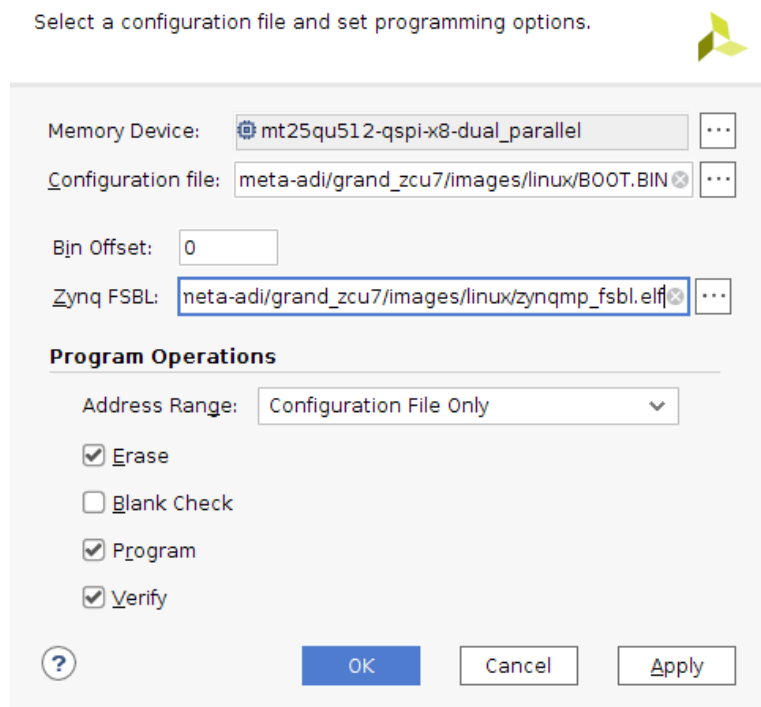 Select a configuration file and set programming options.
Memory Device: mt25qu512-qspi-x8-dual_parallel ...
Configuration file: meta-adi/grand_zcu7/images/linux/BOOT.BIN ...
Bin Offset: 0
Zynq FSBL: neta-adi/grand_zcu7/images/linux/zynqmp_fsbl.elf ...
Program Operations
Address Range: Configuration File Only
Erase
Blank Check
Program
Verify
? OK Cancel Apply